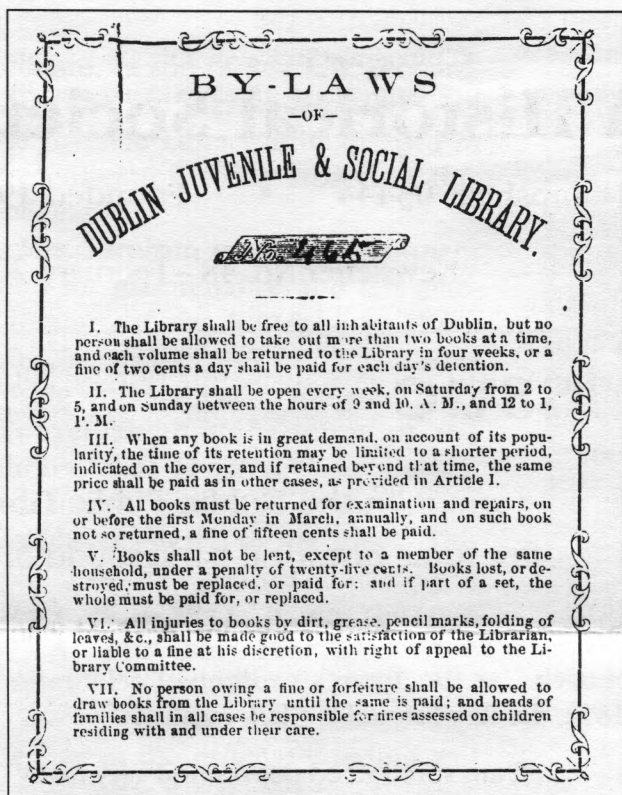 BY-LAWS
—OF—
DUBLIN JUVENILE & SOCIAL LIBRARY.
No. 465
I. The Library shall be free to all inhabitants of Dublin, but no
person shall be allowed to take out more than two books at a time,
and each volume shall be returned to the Library in four weeks, or a
fine of two cents a day shall be paid for each day's detention.
II. The Library shall be open every week, on Saturday from 2 to
5, and on Sunday between the hours of 9 and 10, A. M., and 12 to 1,
P. M.
III. When any book is in great demand, on account of its popu-
larity, the time of its retention may be limited to a shorter period,
indicated on the cover, and if retained beyond that time, the same
price shall be paid as in other cases, as provided in Article I.
IV. All books must be returned for examination and repairs, on
or before the first Monday in March, annually, and on such book
not so returned, a fine of fifteen cents shall be paid.
V. Books shall not be lent, except to a member of the same
household, under a penalty of twenty-five cents. Books lost, or de-
stroyed, must be replaced, or paid for; and if part of a set, the
whole must be paid for, or replaced.
VI. All injuries to books by dirt, grease, pencil marks, folding of
leaves, &c., shall be made good to the satisfaction of the Librarian,
or liable to a fine at his discretion, with right of appeal to the Li-
brary Committee.
VII. No person owing a fine or forfeiture shall be allowed to
draw books from the Library until the same is paid; and heads of
families shall in all cases be responsible for fines assessed on children
residing with and under their care.